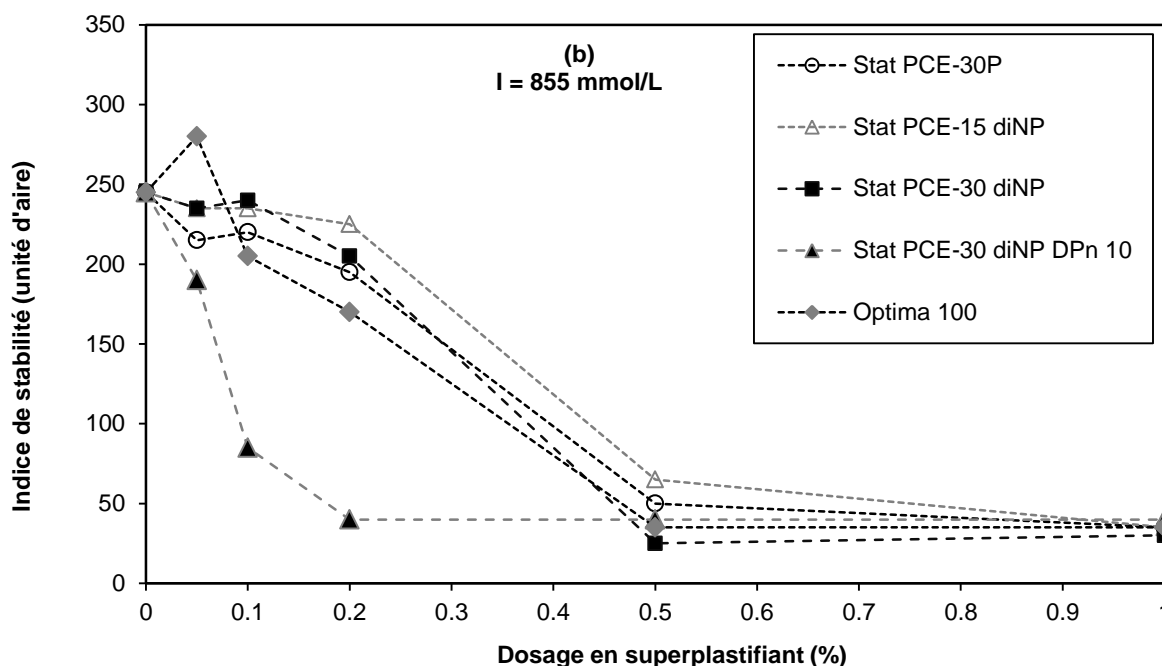 (b)
I = 855 mmol/L
Stat PCE-30P
Stat PCE-15 diNP
Stat PCE-30 diNP
Stat PCE-30 diNP DPn 10
Optima 100
Indice de stabilité (unité d'aire)
350
300
250
200
150
100
50
0
0 0.1 0.2 0.3 0.4 0.5 0.6 0.7 0.8 0.9
Dosage en superplastifiant (%)